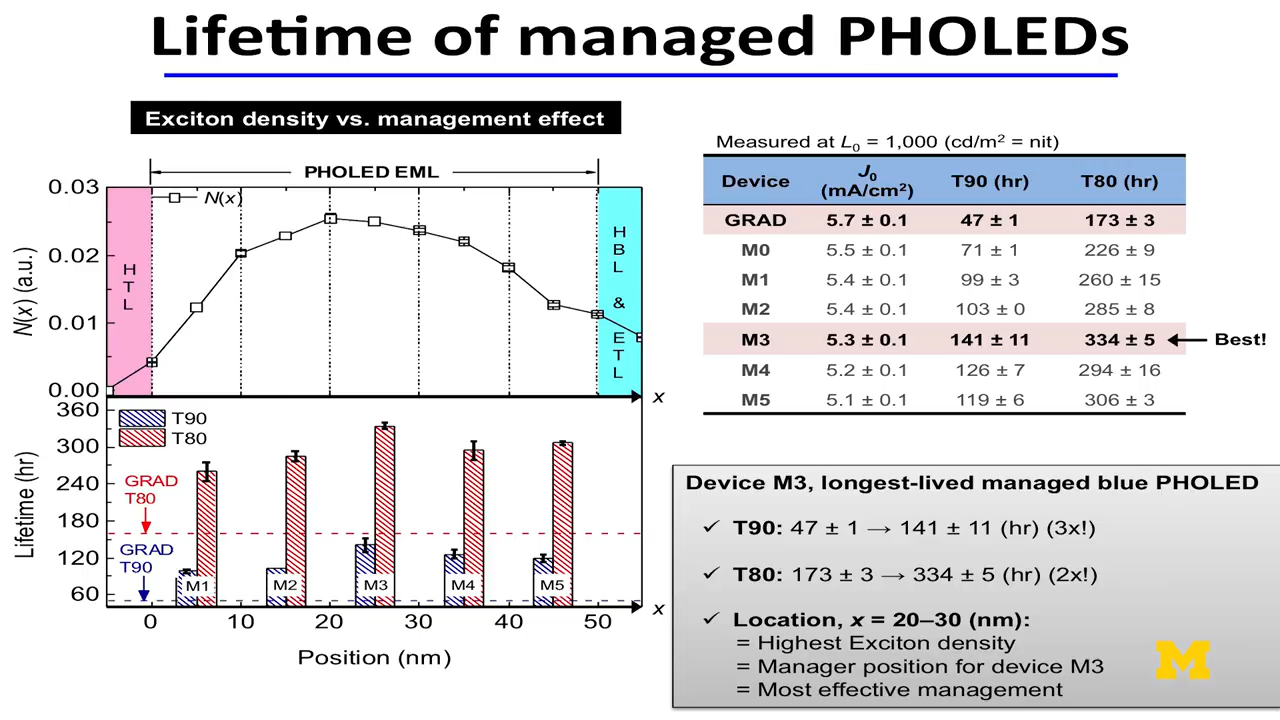 Lifetime of managed PHOLEDs
Exciton density vs. management effect
PHOLED EML
N(x)
0.03
0.02
0.01
0.00
N(x) (a.u.)
HTL
HBL & ETL
x
360
300
240
180
120
60
Lifetime (hr)
T90
T80
GRAD
T80
GRAD
T90
M1 M2 M3 M4 M5
x
0 10 20 30 40 50
Position (nm)
Measured at L₀ = 1,000 (cd/m² = nit)
Device J₀ (mA/cm²) T90 (hr) T80 (hr)
GRAD 5.7 ± 0.1 47 ± 1 173 ± 3
M0 5.5 ± 0.1 71 ± 1 226 ± 9
M1 5.4 ± 0.1 99 ± 3 260 ± 15
M2 5.4 ± 0.1 103 ± 0 285 ± 8
M3 5.3 ± 0.1 141 ± 11 334 ± 5 Best!
M4 5.2 ± 0.1 126 ± 7 294 ± 16
M5 5.1 ± 0.1 119 ± 6 306 ± 3
Device M3, longest-lived managed blue PHOLED
✓ T90: 47 ± 1 → 141 ± 11 (hr) (3x!)
✓ T80: 173 ± 3 → 334 ± 5 (hr) (2x!)
✓ Location, x = 20–30 (nm):
= Highest Exciton density
= Manager position for device M3
= Most effective management
M